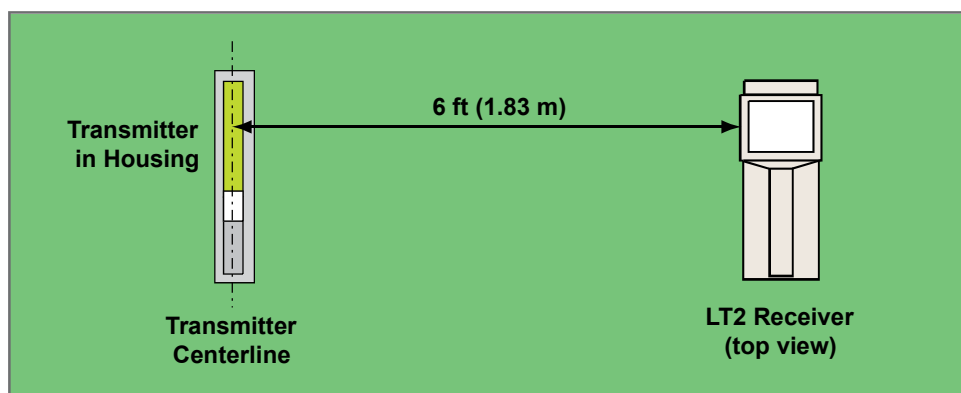 6 ft (1.83 m)
Transmitter
in Housing
Transmitter
Centerline
LT2 Receiver
(top view)